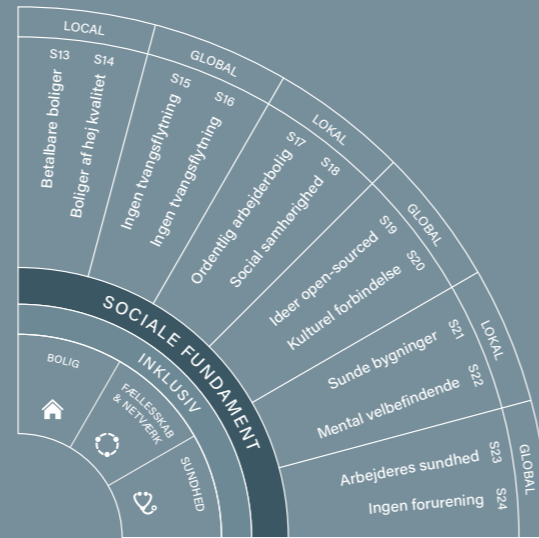 LOCAL
S13
Betalbare boliger
S14
Boliger af høj kvalitet
GLOBAL
S15
Ingen tvangsflytning
S16
Ingen tvangsflytning
LOKAL
S17
Ordentlig arbejderbolig
S18
Social samhørighed
GLOBAL
S19
Ideer open-sourced
S20
Kulturel forbindelse
LOKAL
S21
Sunde bygninger
S22
Mental velbefindende
GLOBAL
S23
Arbejderes sundhed
S24
Ingen forurening
SOCIALE FUNDAMENT
INKLUSIV
BOLIG
FÆLLESSKAB
& NETVÆRK
SUNDHED